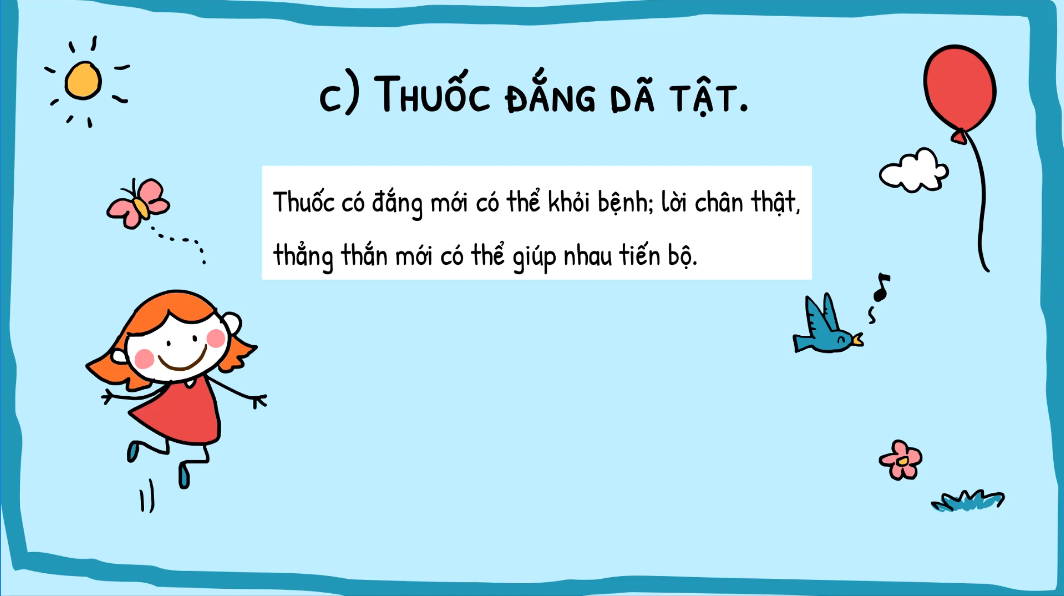 c) Thuốc đắng dã tật.
Thuốc có đắng mới có thể khỏi bệnh; lời chân thật,
thẳng thắn mới có thể giúp nhau tiến bộ.